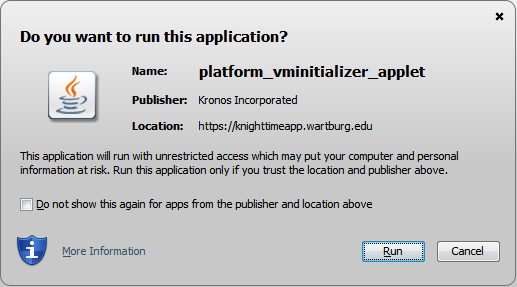 Do you want to run this application?
Name: platform_vminitializer_applet
Publisher: Kronos Incorporated
Location: https://knighttimeapp.wartburg.edu
This application will run with unrestricted access which may put your computer and personal
information at risk. Run this application only if you trust the location and publisher above.
Do not show this again for apps from the publisher and location above
More Information
Run
Cancel